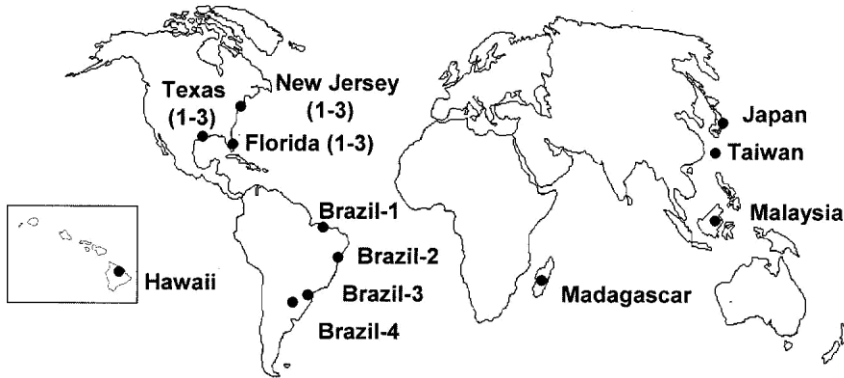 Texas
(1-3)
New Jersey
(1-3)
Florida (1-3)
Japan
Taiwan
Malaysia
Brazil-1
Brazil-2
Brazil-3
Brazil-4
Hawaii
Madagascar